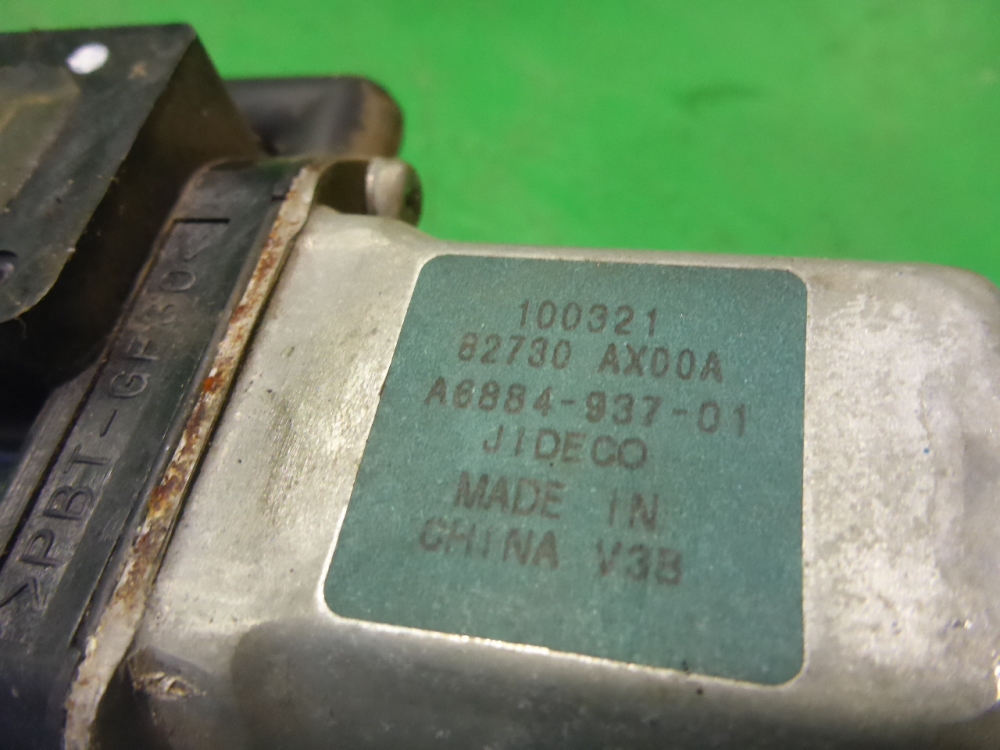 100321
82730 AX00A
A6884-937-01
JIDECO
MADE IN
CHINA V3B
>PBT-GF30<